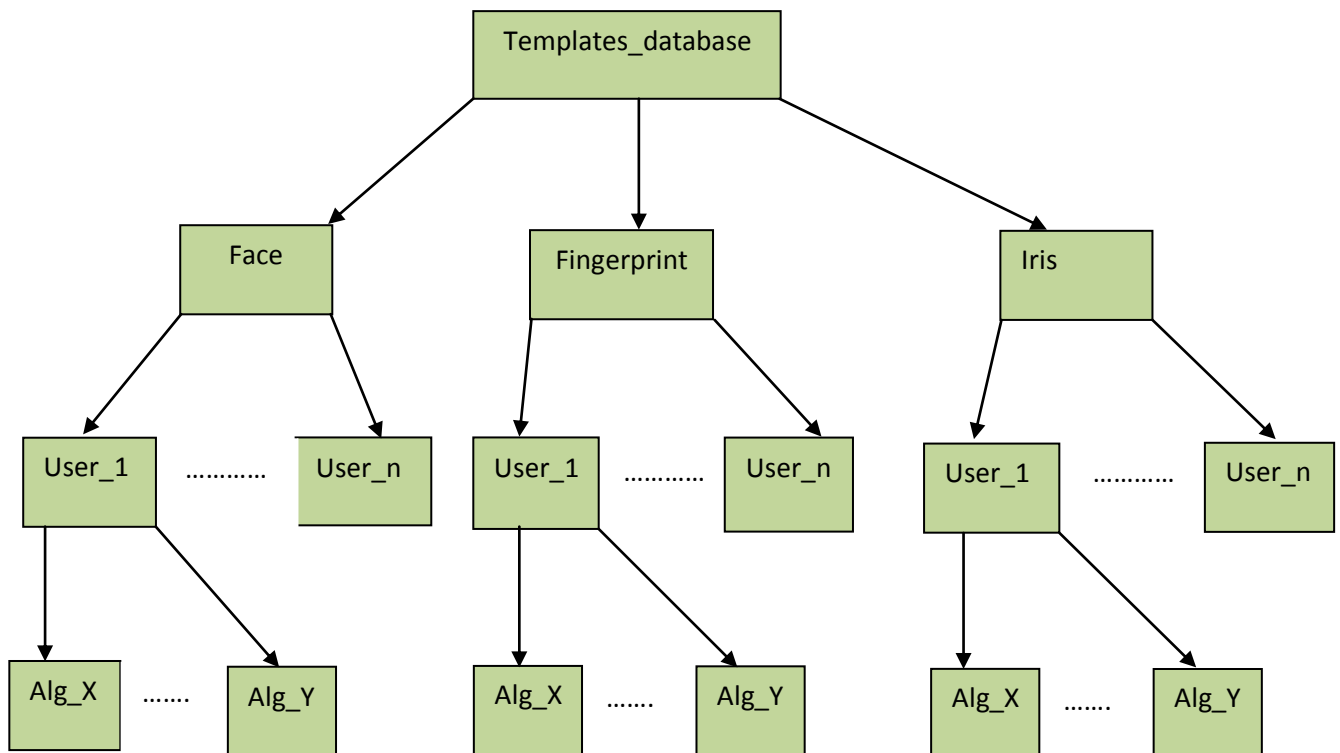 Templates_database
Face
Fingerprint
Iris
User_1 ………… User_n
User_1 ………… User_n
User_1 ………… User_n
Alg_X ……. Alg_Y
Alg_X ……. Alg_Y
Alg_X ……. Alg_Y